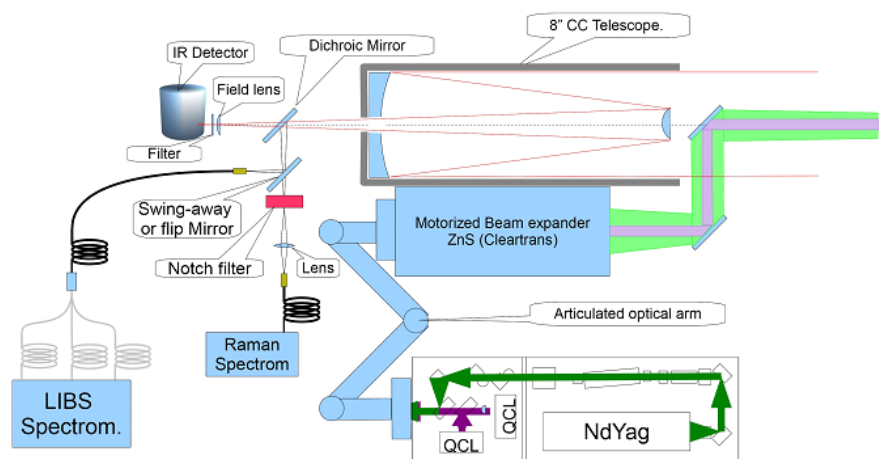 8" CC Telescope.
Dichroic Mirror
IR Detector
Field lens
Filter
Swing-away
or flip Mirror
Notch filter
Lens
Motorized Beam expander
ZnS (Cleartrans)
Articulated optical arm
Raman
Spectrom
LIBS
Spectrom.
QCL
QCL
NdYag